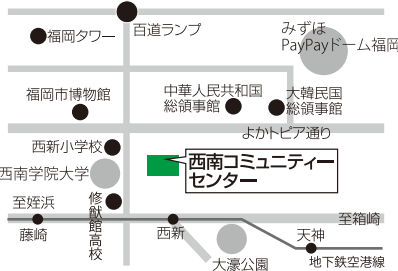 百道ランプ
福岡タワー
みずほ
PayPayドーム福岡
福岡市博物館
中華人民共和国
総領事館
大韓民国
総領事館
よかトピア通り
西新小学校
西南学院大学
西南コミュニティー
センター
修猷館高校
至姪浜
藤崎
西新
至箱崎
天神
大濠公園
地下鉄空港線